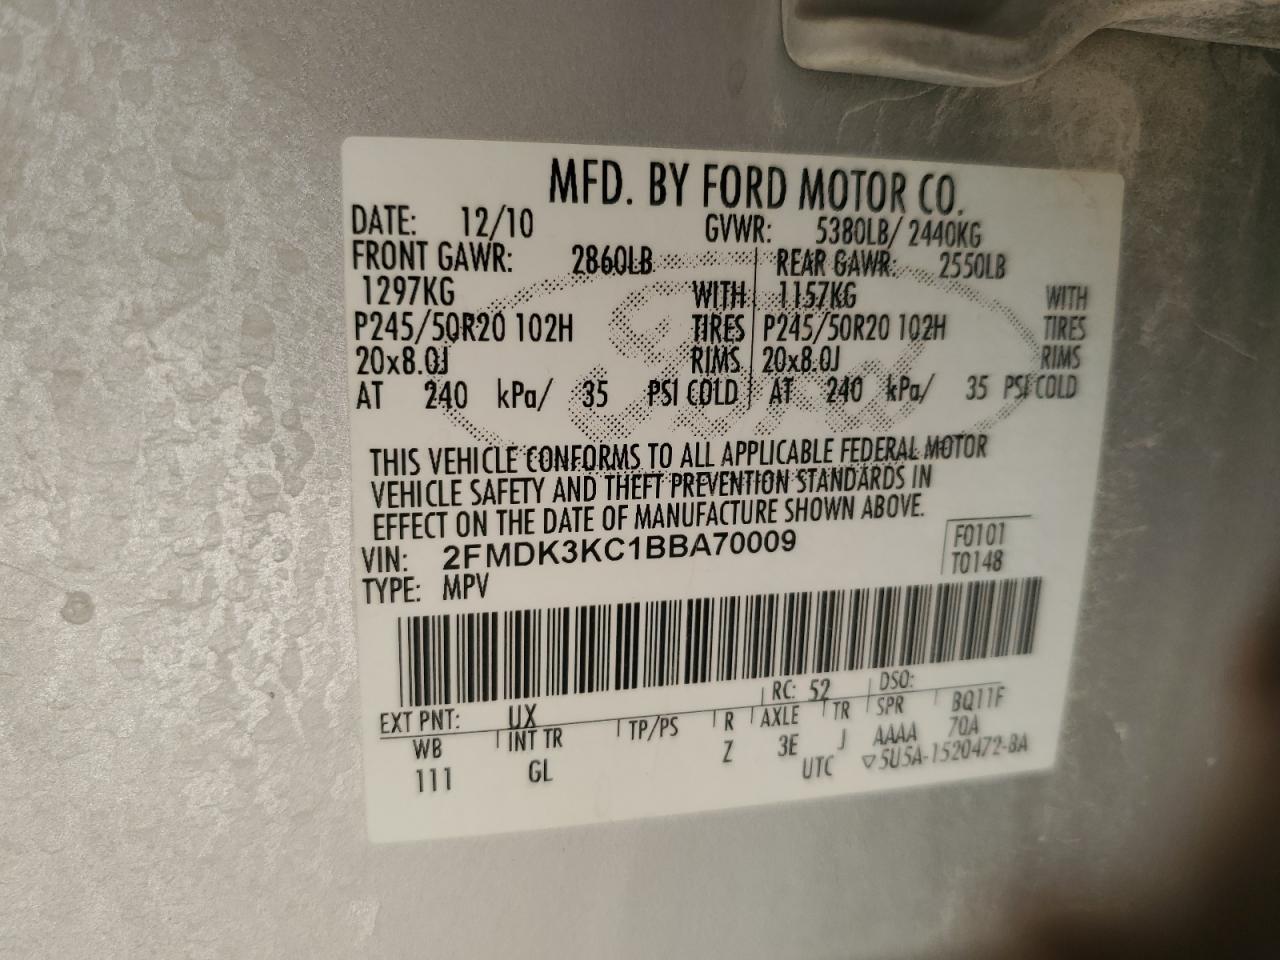 MFD. BY FORD MOTOR CO.
DATE: 12/10 GVWR: 5380LB/ 2440KG
FRONT GAWR: 2860LB REAR GAWR: 2550LB
1297KG WITH 1157KG WITH
P245/50R20 102H TIRES P245/50R20 102H TIRES
20x8.0J RIMS 20x8.0J RIMS
AT 240 kPa/ 35 PSI COLD AT 240 kPa/ 35 PSI COLD
Ford
THIS VEHICLE CONFORMS TO ALL APPLICABLE FEDERAL MOTOR
VEHICLE SAFETY AND THEFT PREVENTION STANDARDS IN
EFFECT ON THE DATE OF MANUFACTURE SHOWN ABOVE.
VIN: 2FMDK3KC1BBA70009 F0101
TYPE: MPV T0148
EXT PNT: UX RC: 52 DSO:
WB INT TR TP/PS R AXLE TR SPR BQ11F
111 GL Z 3E J AAAA 7QA
UTC ▽5U5A-1520472-BA